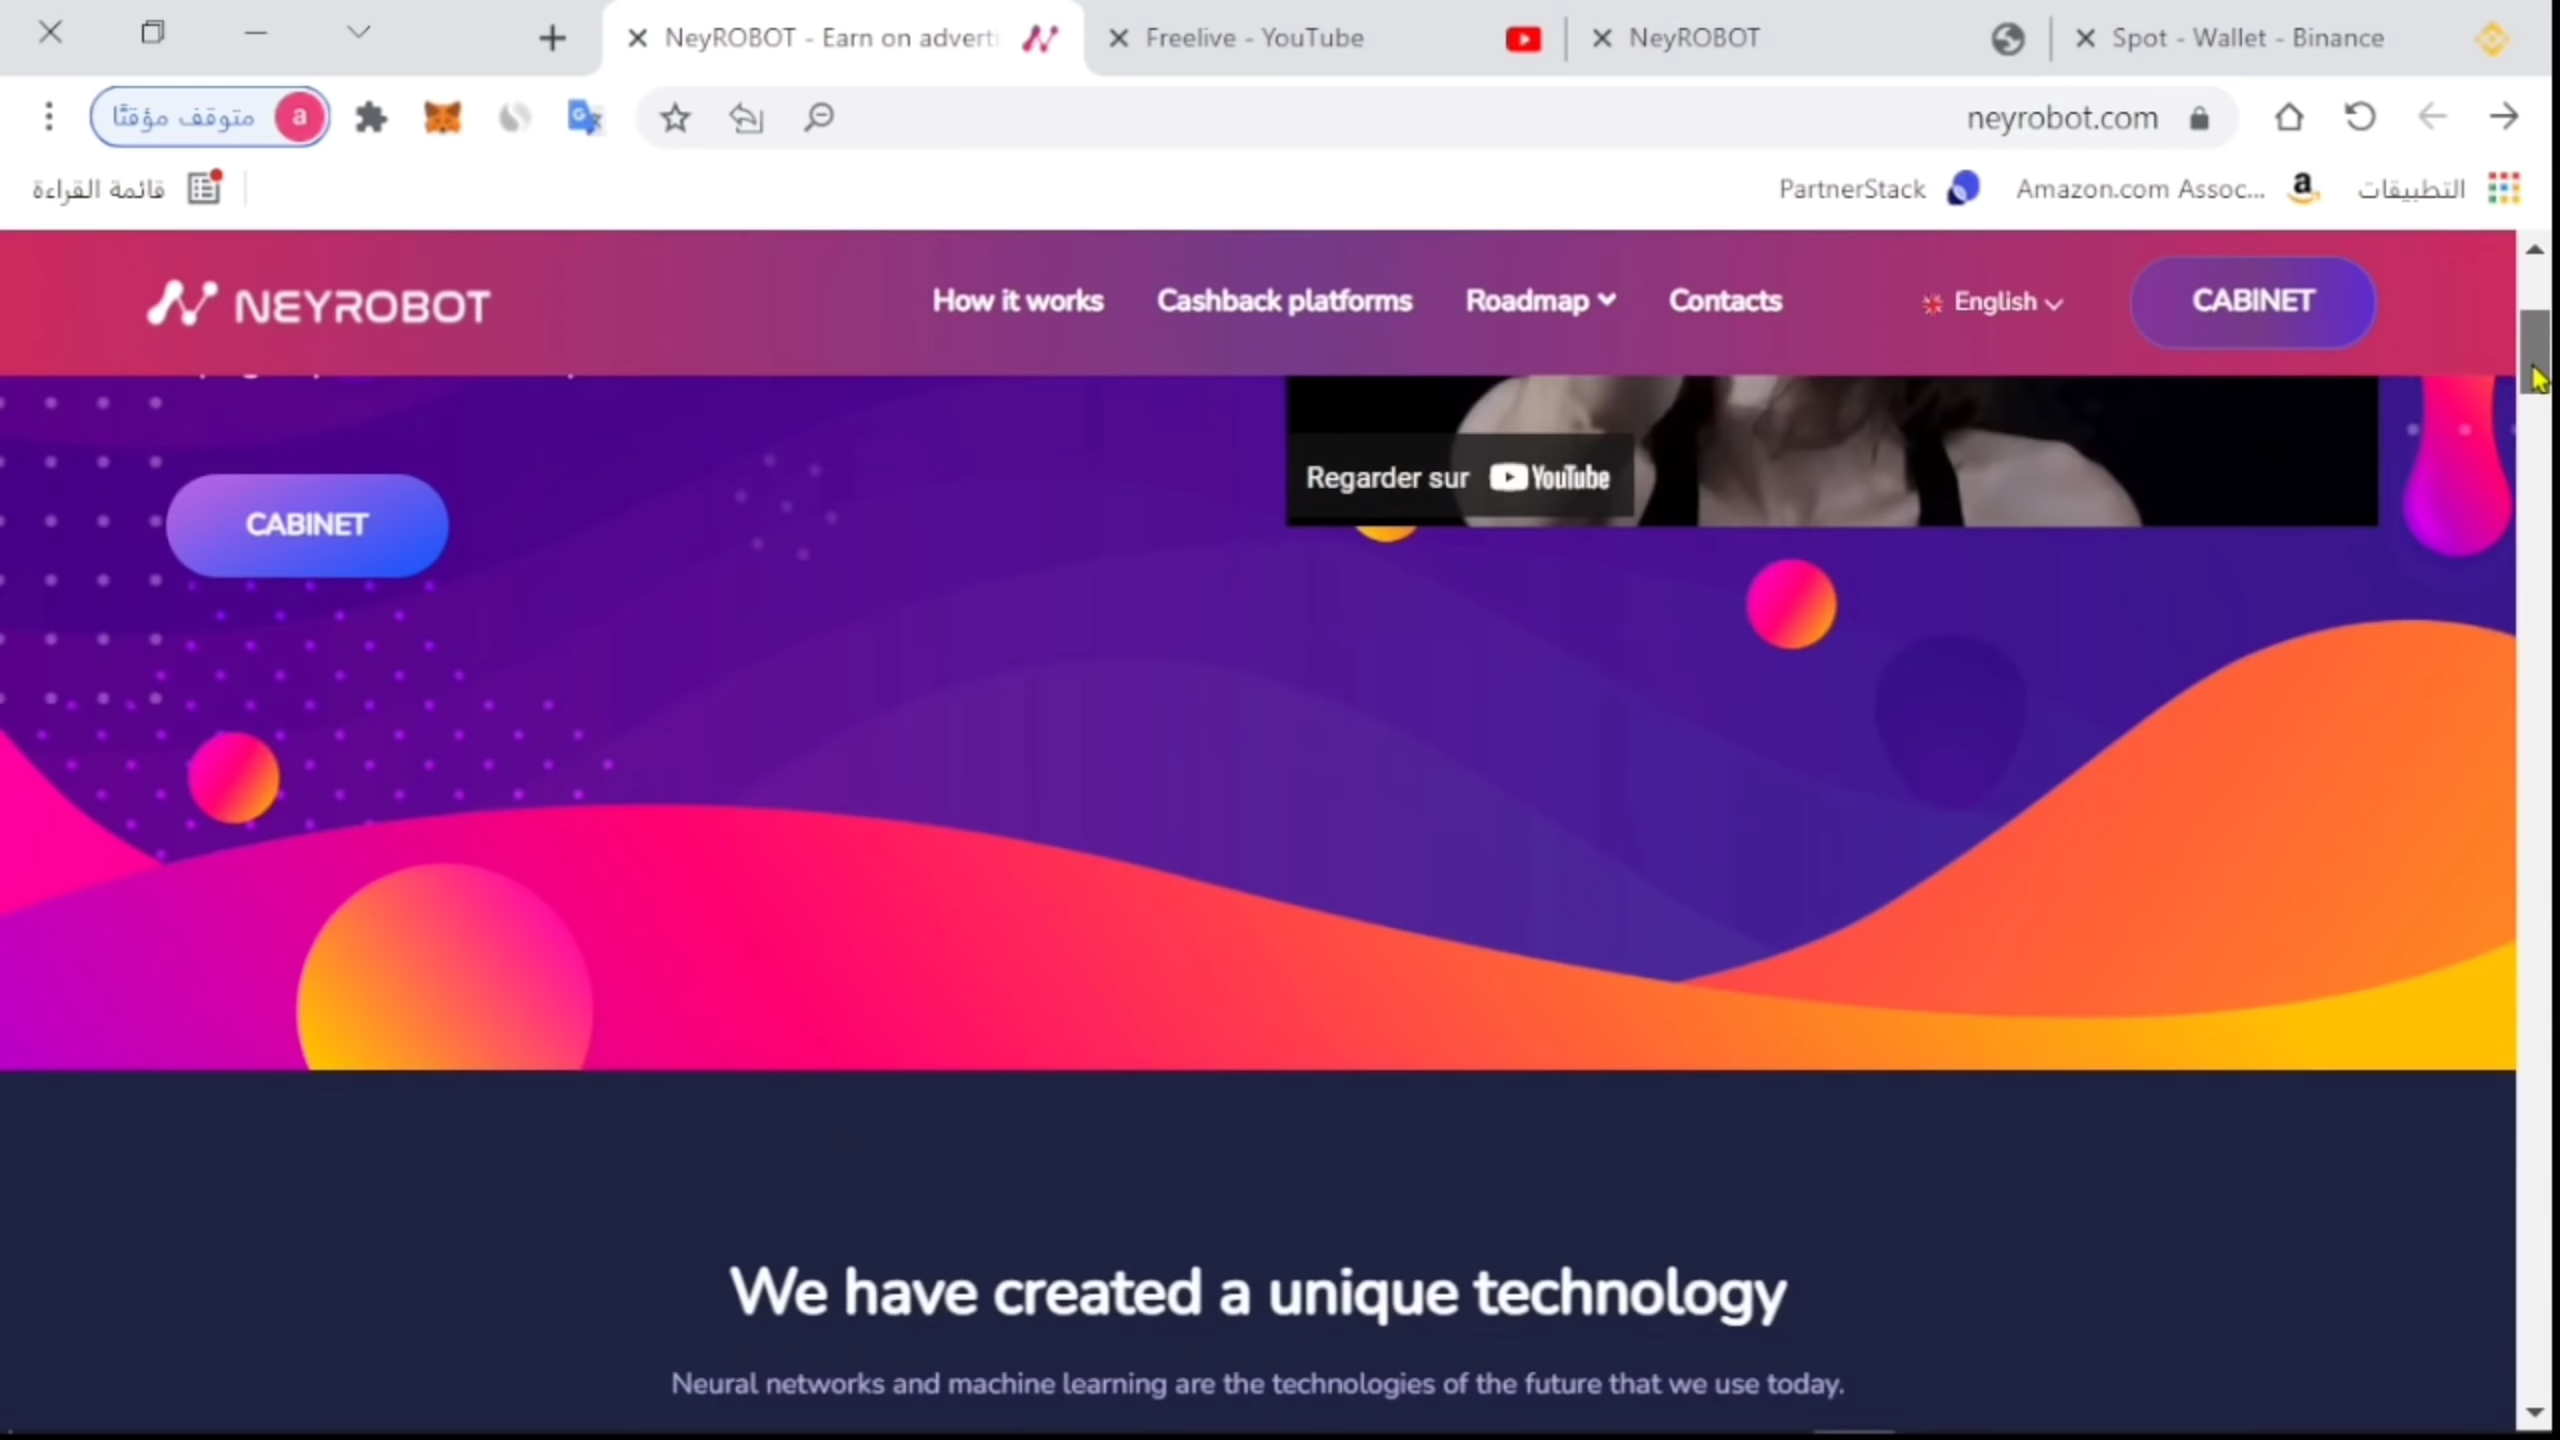 NeyROBOT - Earn on adverti
Freelive - YouTube
NeyROBOT
Spot - Wallet - Binance
متوقف مؤقتًا
a
neyrobot.com
قائمة القراءة
PartnerStack
Amazon.com Assoc...
التطبيقات
NEYROBOT
How it works
Cashback platforms
Roadmap
Contacts
English
CABINET
Regarder sur YouTube
CABINET
We have created a unique technology
Neural networks and machine learning are the technologies of the future that we use today.